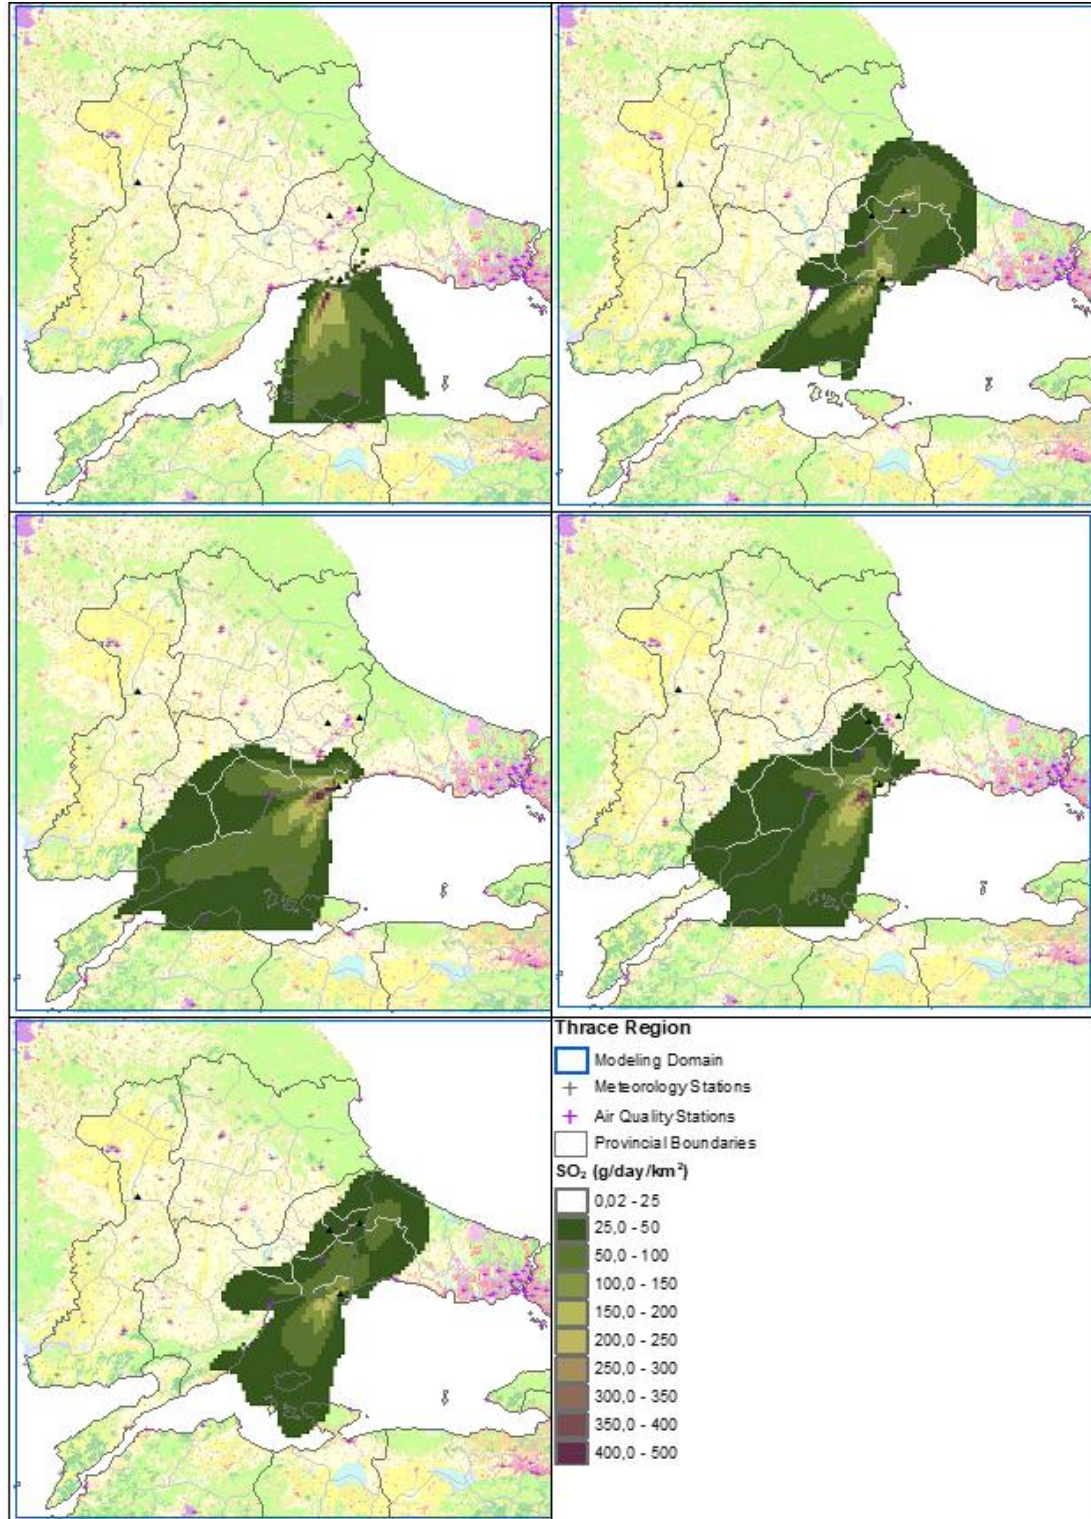 Thrace Region
Modeling Domain
Meteorology Stations
Air Quality Stations
Provincial Boundaries
SO₂ (g/day/km²)
0,02 - 25
25,0 - 50
50,0 - 100
100,0 - 150
150,0 - 200
200,0 - 250
250,0 - 300
300,0 - 350
350,0 - 400
400,0 - 500